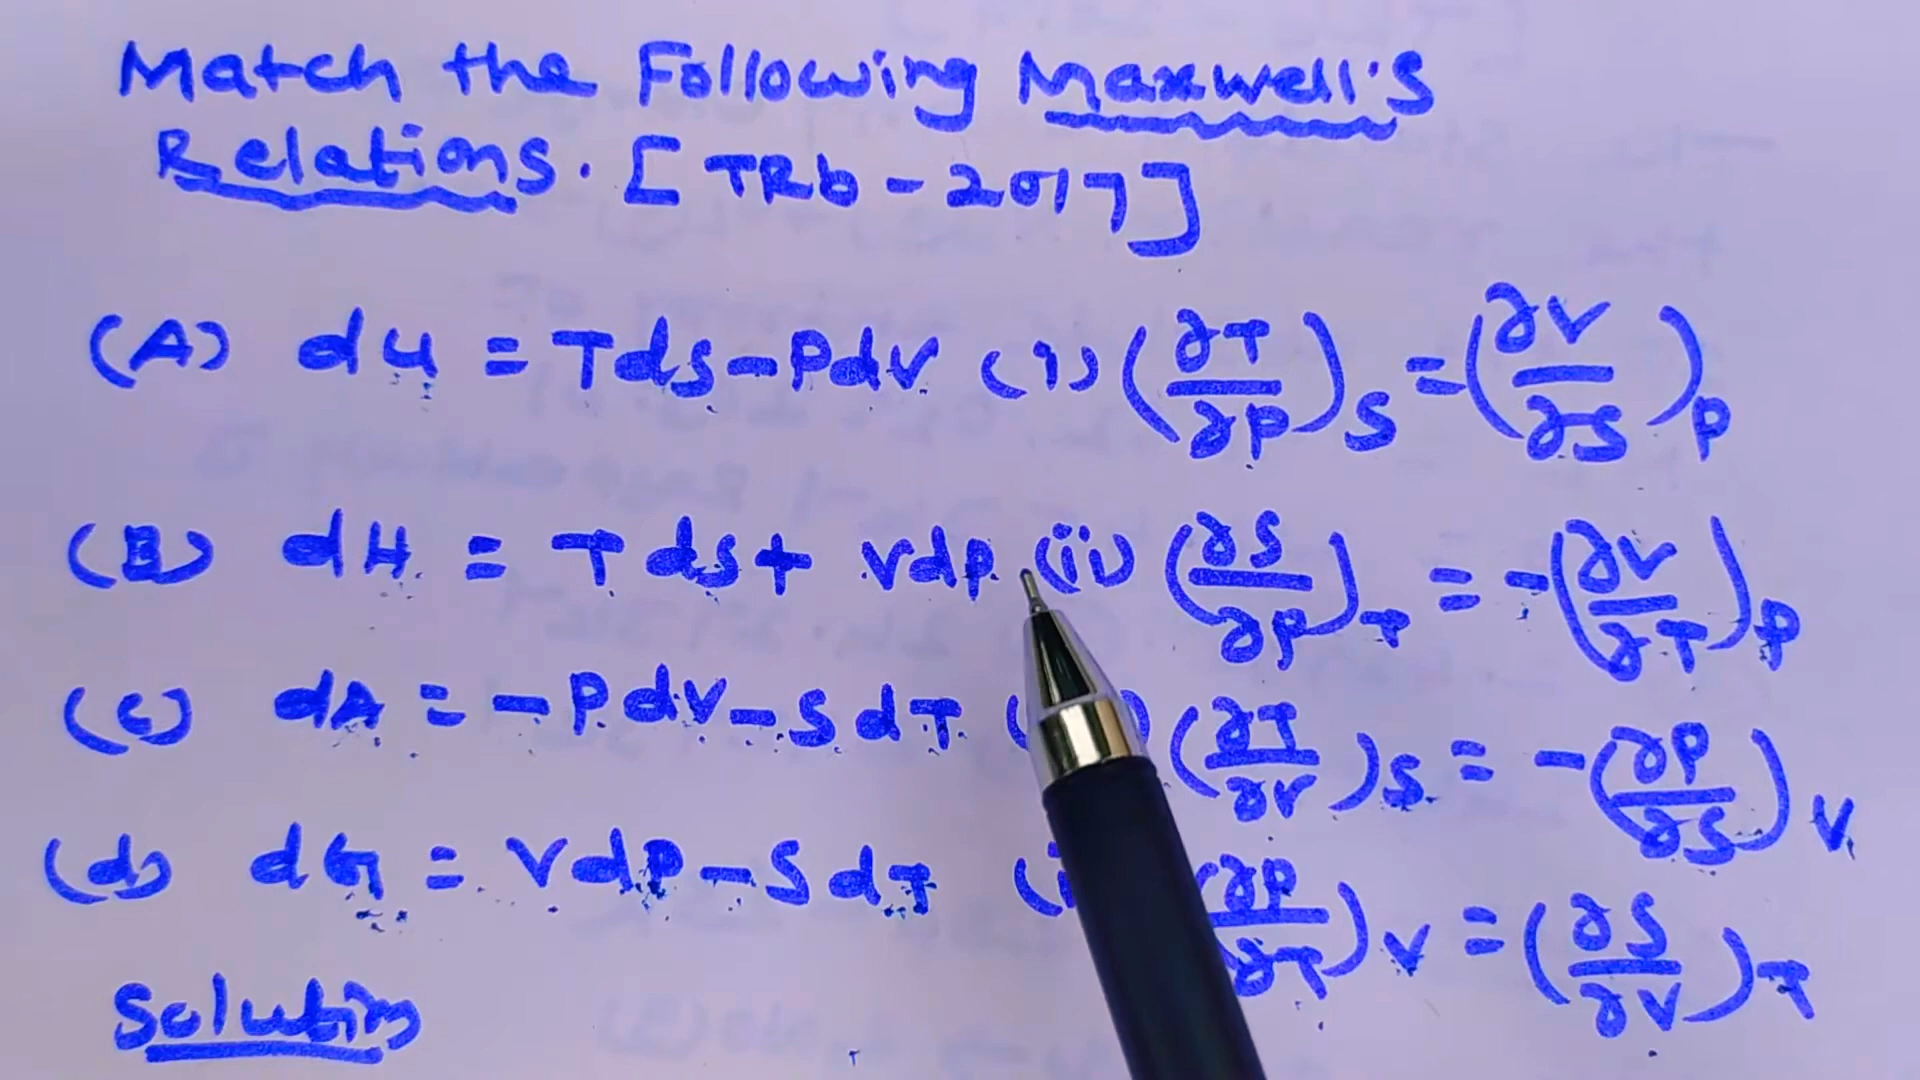 Match the Following Maxwell's
Relations. [TRb - 2017]
(A) dU = Tds - Pdv (i) (∂T/∂P)S = (∂V/∂S)P
(B) dH = Tds + vdp (ii) (∂S/∂P)T = -(∂V/∂T)P
(c) dA = -Pdv - SdT (∂T/∂V)S = -(∂P/∂S)V
(d) dG = VdP - SdT (∂P/∂T)V = (∂S/∂V)T
Solution